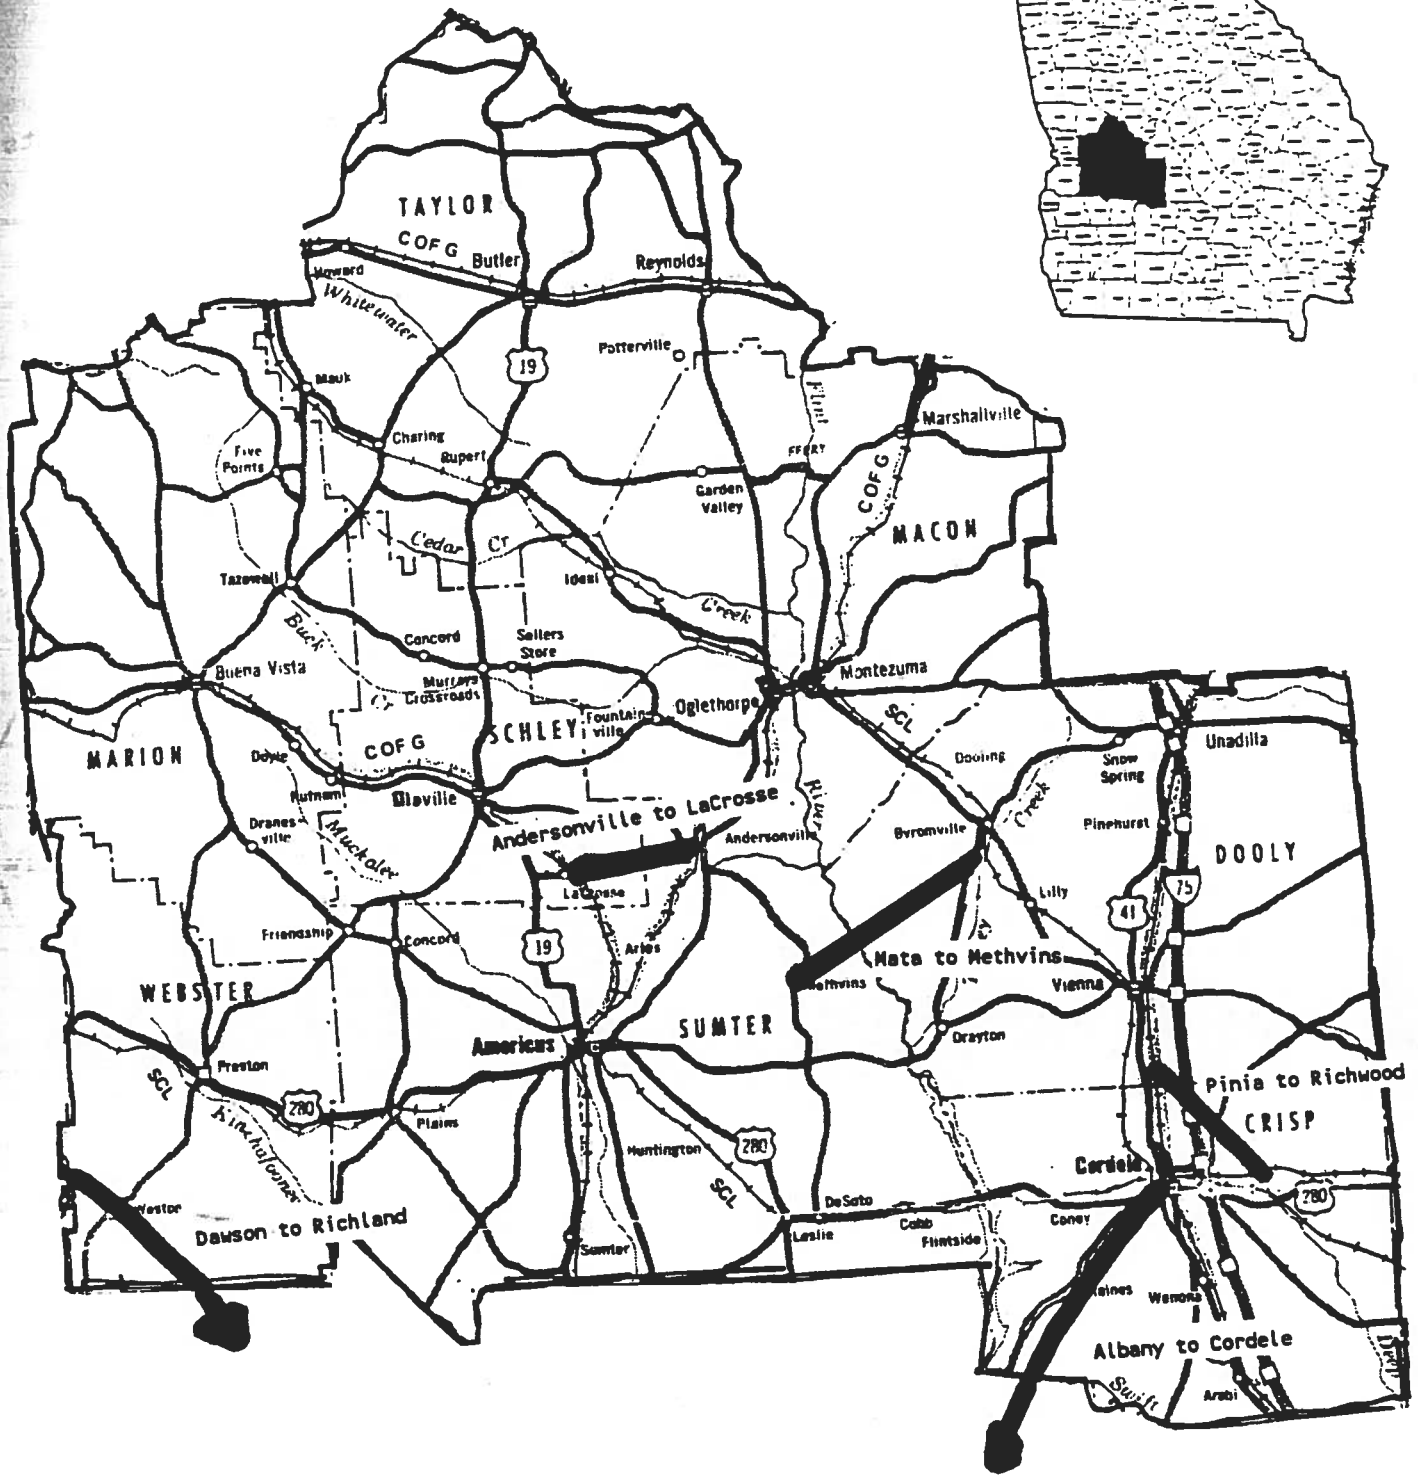 TAYLOR
C OF G
Butler
Reynolds
Howard
Whitewater
Potterville
19
Mauk
Flint
Marshallville
Charing
Rupert
Five
Points
FERRY
Garden
Valley
C OF G
MACON
Cedar Cr
Tazewell
Ideal
Creek
Buck
Concord
Sellers
Store
Buena Vista
Murrays
Crossroads
Montezuma
Oglethorpe
Fountain
ville
SCHLEY
SCL
MARION
Doyle
C OF G
Dooling
Snow
Spring
Unadilla
Putnam
Ellaville
River
Creek
Andersonville to LaCrosse
Dranes-
ville
Muckalee
Andersonville
Byromville
Pinehurst
DOOLY
LaCrosse
75
Lilly
41
Friendship
Concord
19
Arles
Mata to Methvins
Methvins
Vienna
WEBSTER
SUMTER
Americus
Drayton
Preston
SCL
280
Kinchafoonee
Plains
Pinia to Richwood
CRISP
Huntington
280
SCL
Cordele
280
Weston
Dawson to Richland
DeSoto
Leslie
Cobb
Flintside
Coney
Sumter
Raines
Wenona
Albany to Cordele
Swift
Arabi